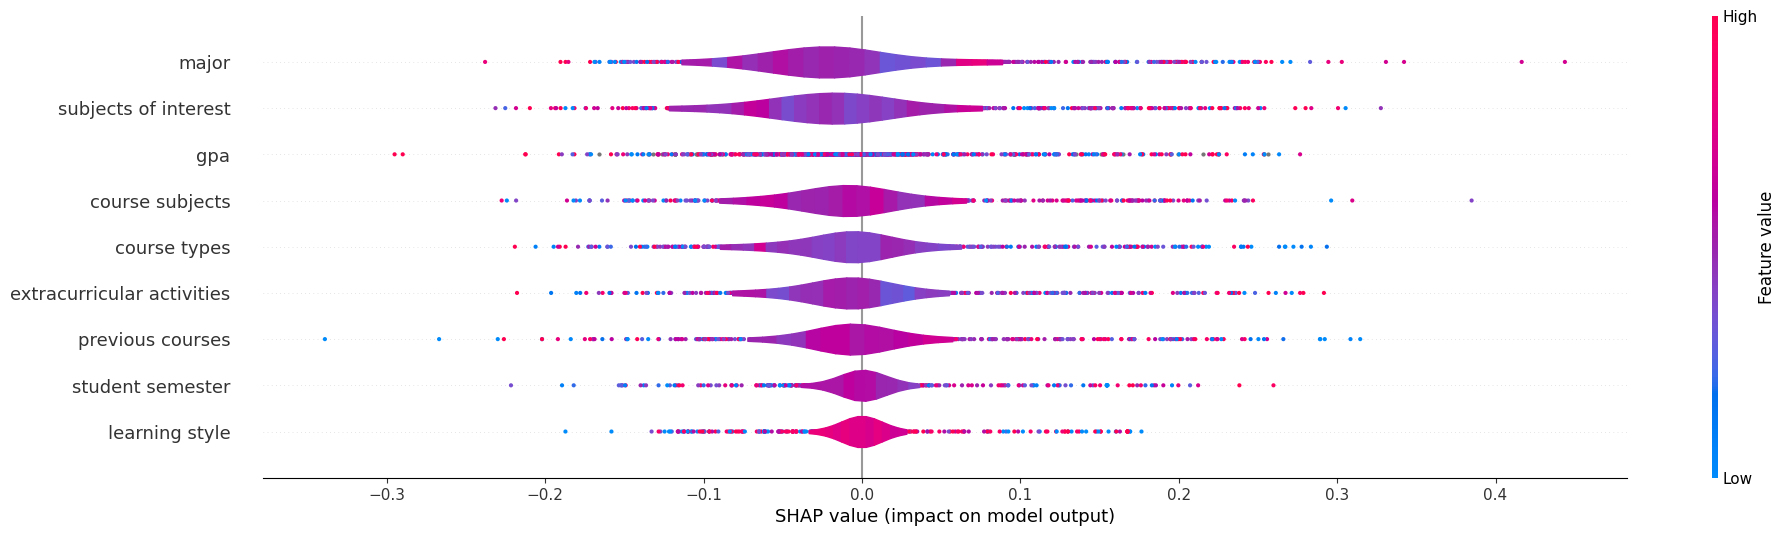 High
major
subjects of interest
gpa
course subjects
course types
extracurricular activities
previous courses
student semester
learning style
Feature value
Low
−0.3 −0.2 −0.1 0.0 0.1 0.2 0.3 0.4
SHAP value (impact on model output)